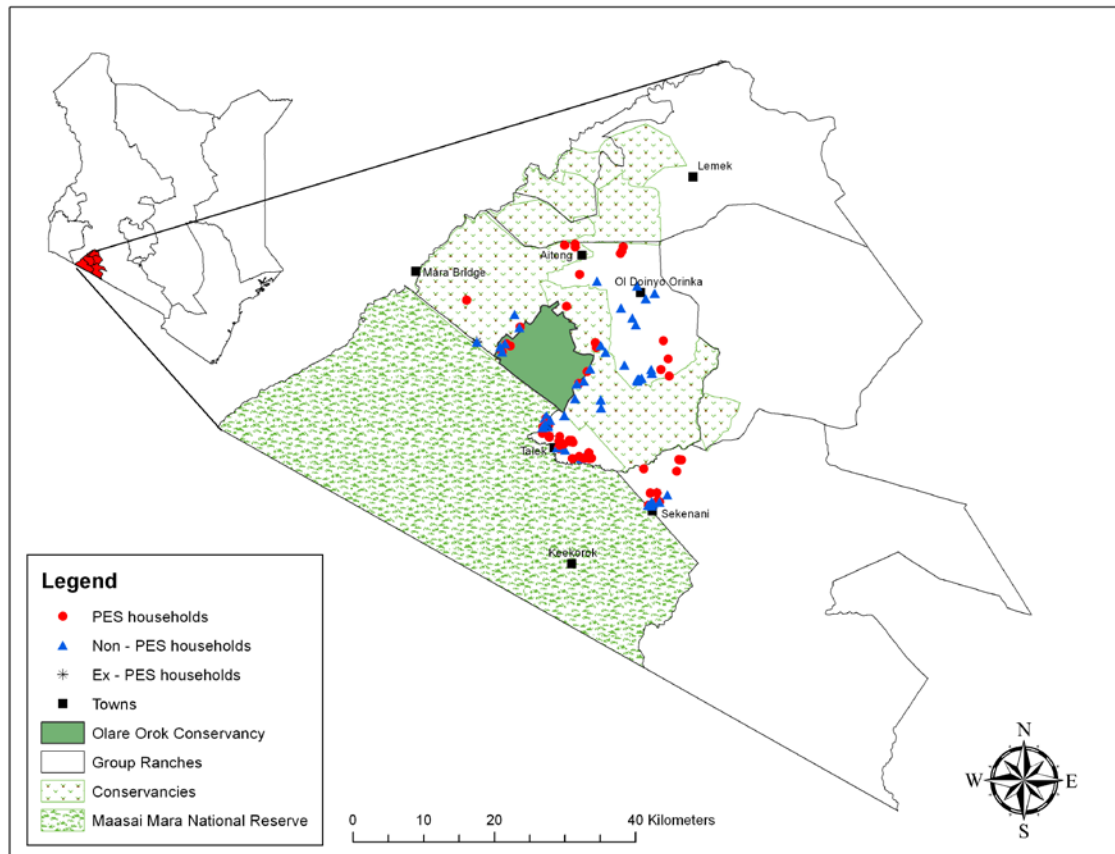 Lemek
Aitong
Mara Bridge
Ol Doinyo Orinka
Talek
Sekenani
Keekorok
Legend
PES households
Non - PES households
Ex - PES households
Towns
Olare Orok Conservancy
Group Ranches
Conservancies
Maasai Mara National Reserve
0 10 20 40 Kilometers
N
W E
S